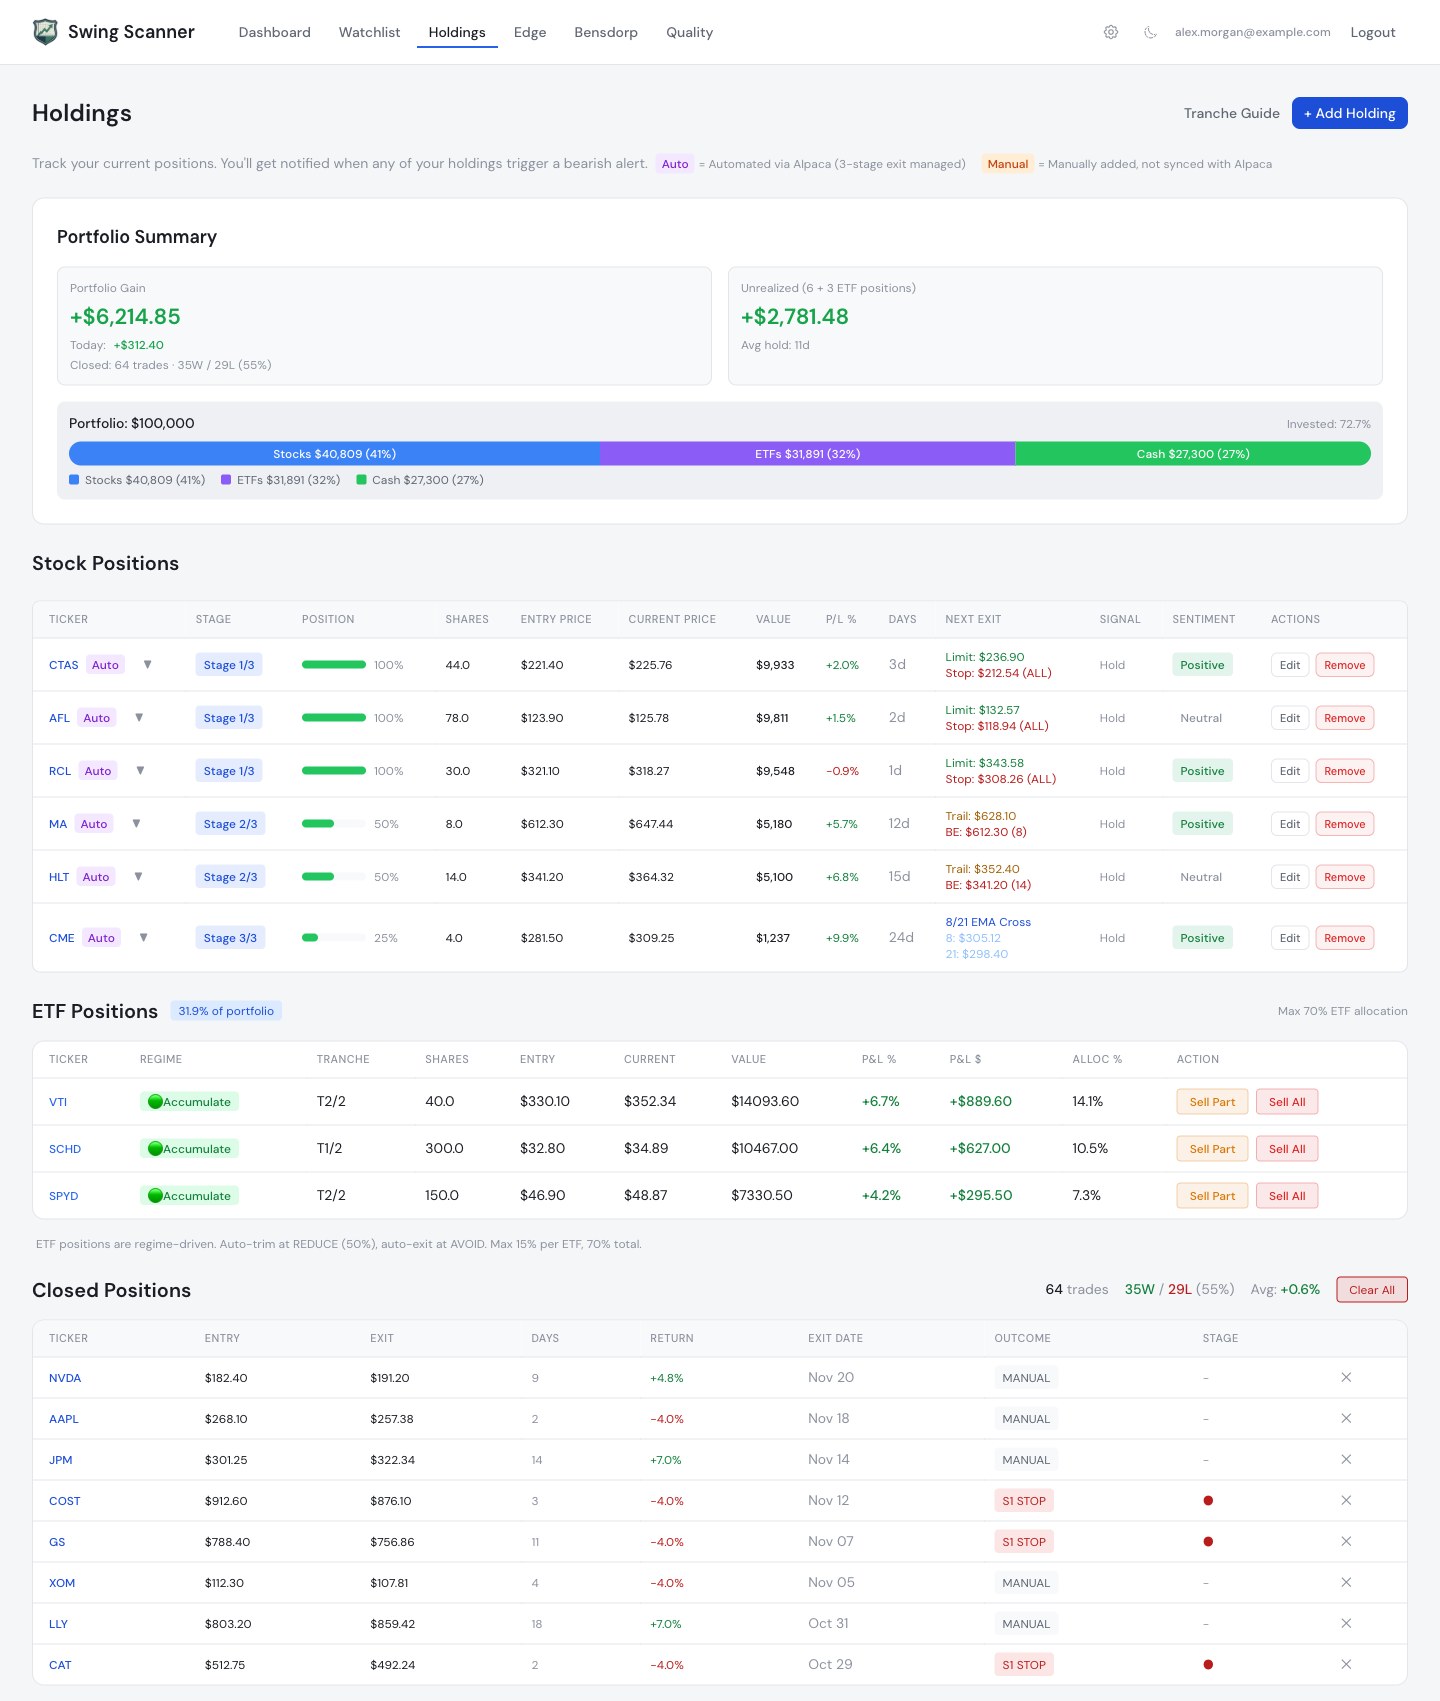 Swing Scanner Dashboard Watchlist Holdings Edge Bensdorp Quality alex.morgan@example.com Logout
Holdings Tranche Guide + Add Holding
Track your current positions. You'll get notified when any of your holdings trigger a bearish alert. Auto = Automated via Alpaca (3-stage exit managed) Manual = Manually added, not synced with Alpaca
Portfolio Summary
Portfolio Gain Unrealized (6 + 3 ETF positions)
+$6,214.85 +$2,781.48
Today: +$312.40 Avg hold: 11d
Closed: 64 trades · 35W / 29L (55%)
Portfolio: $100,000 Invested: 72.7%
Stocks $40,809 (41%) ETFs $31,891 (32%) Cash $27,300 (27%)
Stocks $40,809 (41%) ETFs $31,891 (32%) Cash $27,300 (27%)
Stock Positions
TICKER STAGE POSITION SHARES ENTRY PRICE CURRENT PRICE VALUE P/L % DAYS NEXT EXIT SIGNAL SENTIMENT ACTIONS
CTAS Auto ▼ Stage 1/3 100% 44.0 $221.40 $225.76 $9,933 +2.0% 3d Limit: $236.90 Hold Positive Edit Remove
Stop: $212.54 (ALL)
AFL Auto ▼ Stage 1/3 100% 78.0 $123.90 $125.78 $9,811 +1.5% 2d Limit: $132.57 Hold Neutral Edit Remove
Stop: $118.94 (ALL)
RCL Auto ▼ Stage 1/3 100% 30.0 $321.10 $318.27 $9,548 -0.9% 1d Limit: $343.58 Hold Positive Edit Remove
Stop: $308.26 (ALL)
MA Auto ▼ Stage 2/3 50% 8.0 $612.30 $647.44 $5,180 +5.7% 12d Trail: $628.10 Hold Positive Edit Remove
BE: $612.30 (8)
HLT Auto ▼ Stage 2/3 50% 14.0 $341.20 $364.32 $5,100 +6.8% 15d Trail: $352.40 Hold Neutral Edit Remove
BE: $341.20 (14)
CME Auto ▼ Stage 3/3 25% 4.0 $281.50 $309.25 $1,237 +9.9% 24d 8/21 EMA Cross Hold Positive Edit Remove
8: $305.12
21: $298.40
ETF Positions 31.9% of portfolio Max 70% ETF allocation
TICKER REGIME TRANCHE SHARES ENTRY CURRENT VALUE P&L % P&L $ ALLOC % ACTION
VTI Accumulate T2/2 40.0 $330.10 $352.34 $14093.60 +6.7% +$889.60 14.1% Sell Part Sell All
SCHD Accumulate T1/2 300.0 $32.80 $34.89 $10467.00 +6.4% +$627.00 10.5% Sell Part Sell All
SPYD Accumulate T2/2 150.0 $46.90 $48.87 $7330.50 +4.2% +$295.50 7.3% Sell Part Sell All
ETF positions are regime-driven. Auto-trim at REDUCE (50%), auto-exit at AVOID. Max 15% per ETF, 70% total.
Closed Positions 64 trades 35W / 29L (55%) Avg: +0.6% Clear All
TICKER ENTRY EXIT DAYS RETURN EXIT DATE OUTCOME STAGE
NVDA $182.40 $191.20 9 +4.8% Nov 20 MANUAL - ×
AAPL $268.10 $257.38 2 -4.0% Nov 18 MANUAL - ×
JPM $301.25 $322.34 14 +7.0% Nov 14 MANUAL - ×
COST $912.60 $876.10 3 -4.0% Nov 12 S1 STOP ×
GS $788.40 $756.86 11 -4.0% Nov 07 S1 STOP ×
XOM $112.30 $107.81 4 -4.0% Nov 05 MANUAL - ×
LLY $803.20 $859.42 18 +7.0% Oct 31 MANUAL - ×
CAT $512.75 $492.24 2 -4.0% Oct 29 S1 STOP ×